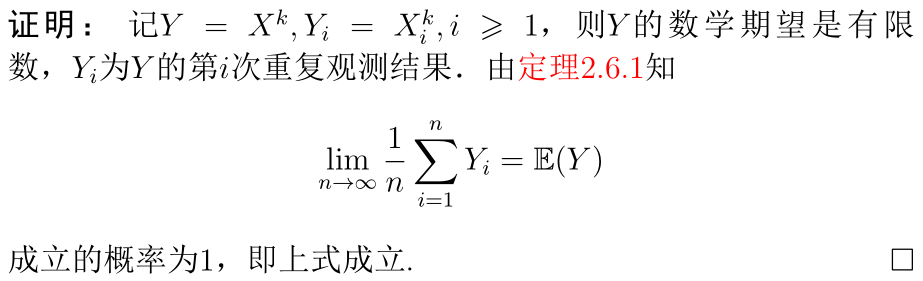 证明： 记Y = X^k, Y_i = X_i^k, i ⩾ 1， 则Y的数学期望是有限
数，Y_i为Y的第i次重复观测结果．由定理2.6.1知
lim_{n→∞} \frac{1}{n} ∑_{i=1}^{n} Y_i = 𝔼(Y)
成立的概率为1，即上式成立. □